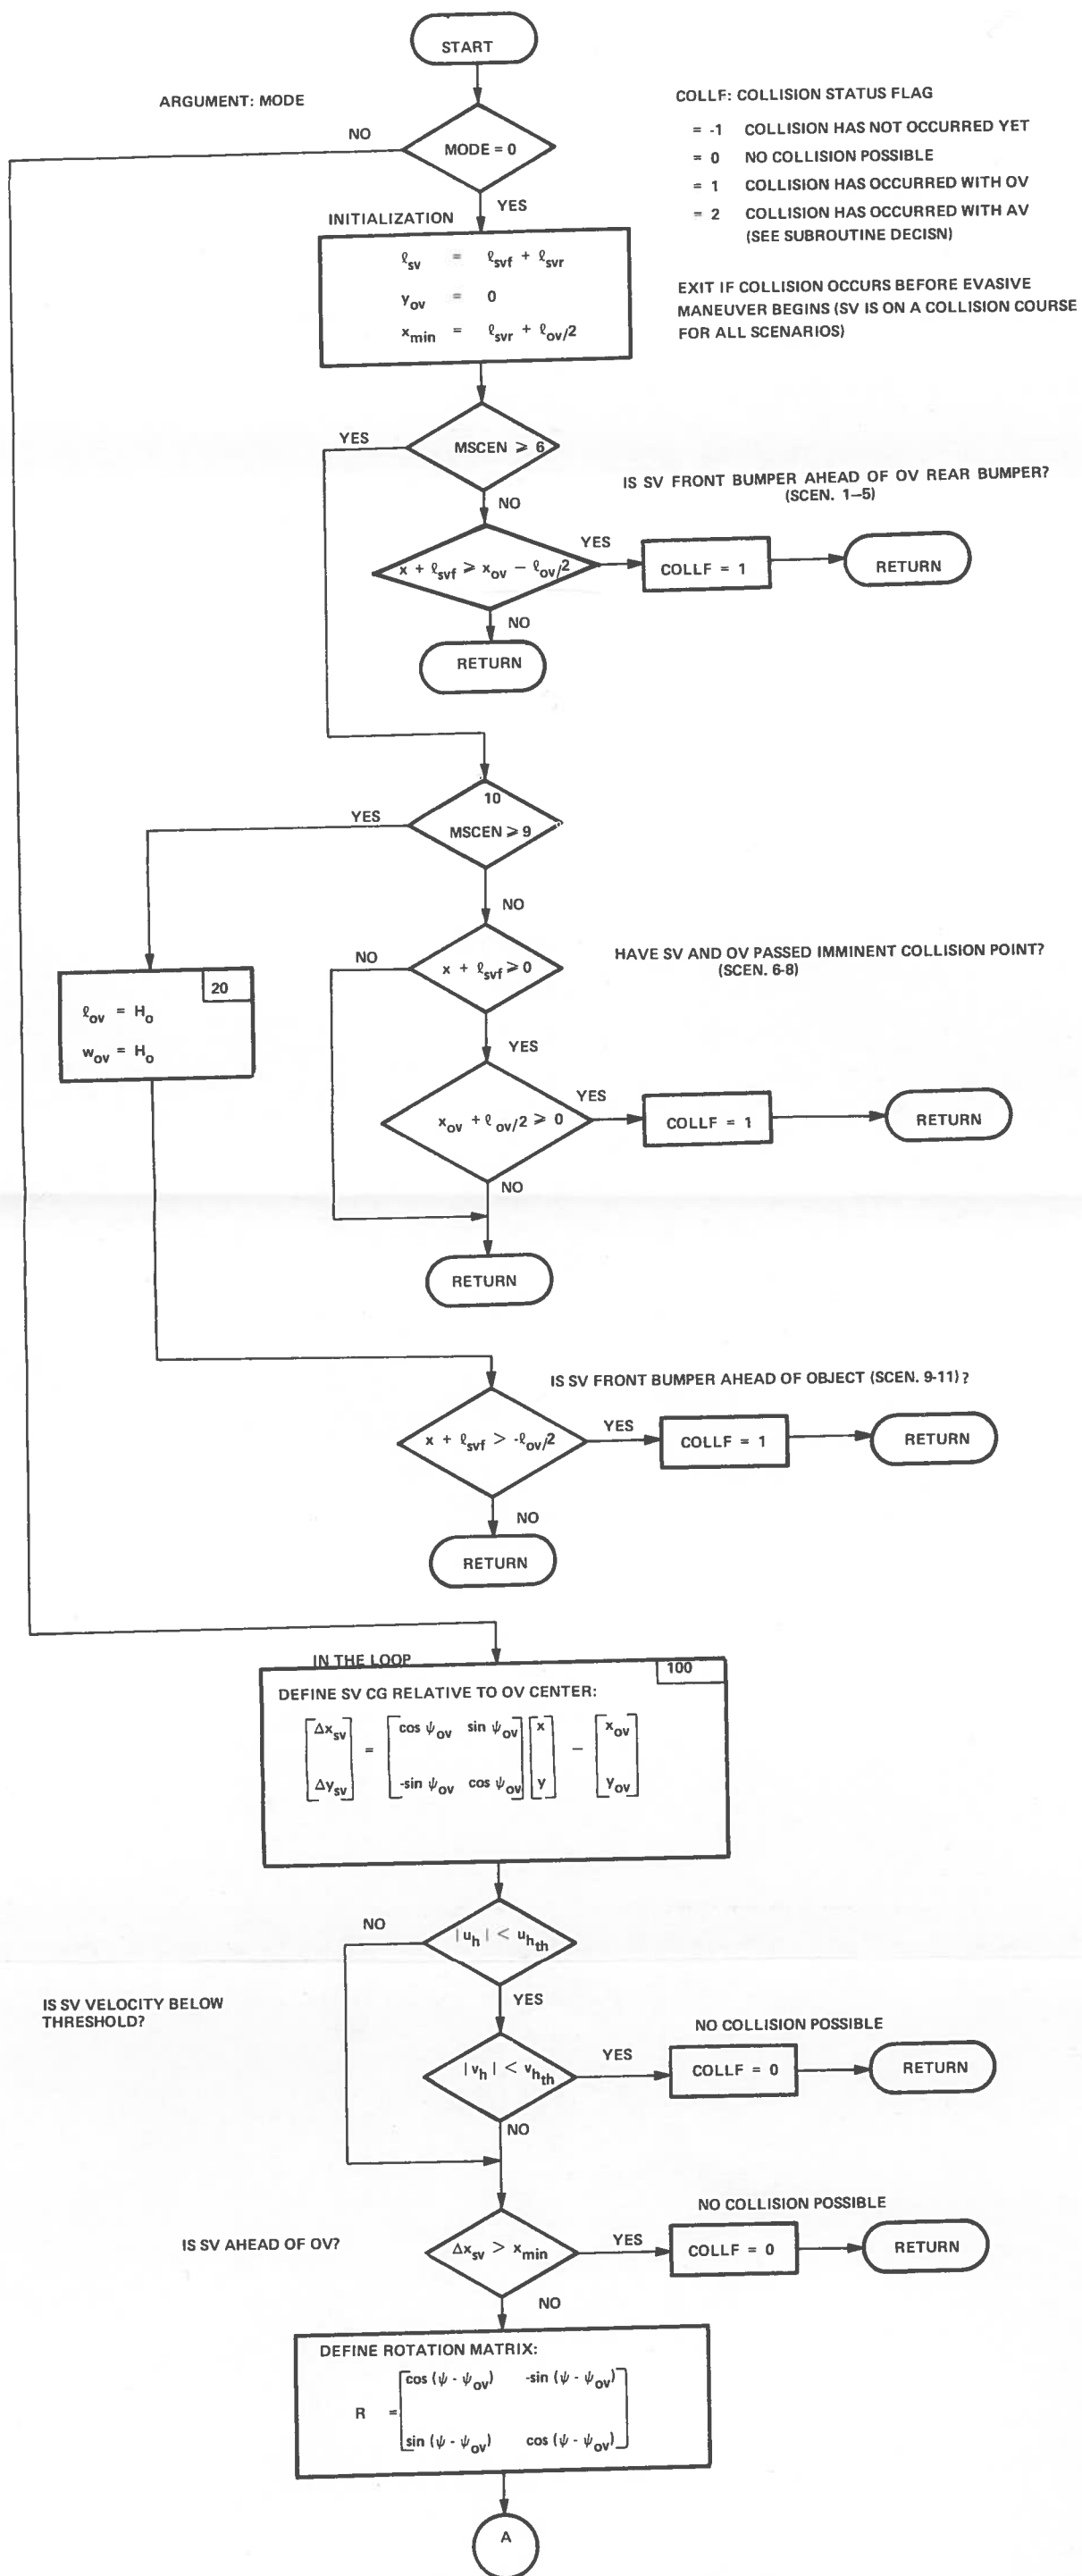 START
ARGUMENT: MODE
COLLF: COLLISION STATUS FLAG
= -1 COLLISION HAS NOT OCCURRED YET
= 0 NO COLLISION POSSIBLE
= 1 COLLISION HAS OCCURRED WITH OV
= 2 COLLISION HAS OCCURRED WITH AV
(SEE SUBROUTINE DECISN)
NO
MODE = 0
YES
INITIALIZATION
ℓsv = ℓsvf + ℓsvr
yov = 0
xmin = ℓsvr + ℓov/2
EXIT IF COLLISION OCCURS BEFORE EVASIVE
MANEUVER BEGINS (SV IS ON A COLLISION COURSE
FOR ALL SCENARIOS)
YES
MSCEN ⩾ 6
NO
IS SV FRONT BUMPER AHEAD OF OV REAR BUMPER?
(SCEN. 1–5)
x + ℓsvf ⩾ xov – ℓov/2
YES
COLLF = 1
RETURN
NO
RETURN
10
YES
MSCEN ⩾ 9
NO
NO
x + ℓsvf ⩾ 0
HAVE SV AND OV PASSED IMMINENT COLLISION POINT?
(SCEN. 6-8)
20
ℓov = Ho
wov = Ho
YES
xov + ℓov/2 ⩾ 0
YES
COLLF = 1
RETURN
NO
RETURN
IS SV FRONT BUMPER AHEAD OF OBJECT (SCEN. 9-11)?
x + ℓsvf > -ℓov/2
YES
COLLF = 1
RETURN
NO
RETURN
IN THE LOOP
100
DEFINE SV CG RELATIVE TO OV CENTER:
Δxsv cos ψov sin ψov x xov
= –
Δysv -sin ψov cos ψov y yov
NO
|uh| < uhth
YES
IS SV VELOCITY BELOW
THRESHOLD?
NO COLLISION POSSIBLE
|vh| < vhth
YES
COLLF = 0
RETURN
NO
NO COLLISION POSSIBLE
IS SV AHEAD OF OV?
Δxsv > xmin
YES
COLLF = 0
RETURN
NO
DEFINE ROTATION MATRIX:
cos (ψ - ψov) -sin (ψ - ψov)
R =
sin (ψ - ψov) cos (ψ - ψov)
A